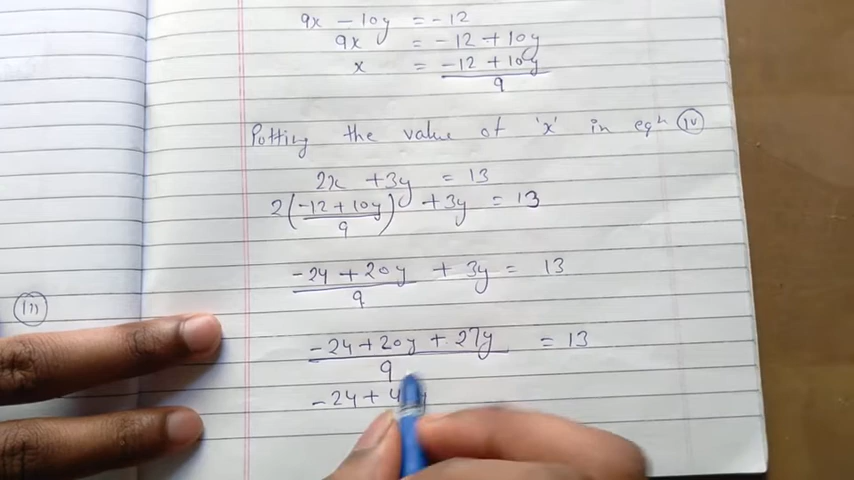 9x - 10y = -12
9x = -12 + 10y
x = -12 + 10y
9
Potting the value of 'x' in eqn (iv)
2x + 3y = 13
2(-12 + 10y) + 3y = 13
9
-24 + 20y + 3y = 13
9
-24 + 20y + 27y = 13
9
-24 + 4
(iii)